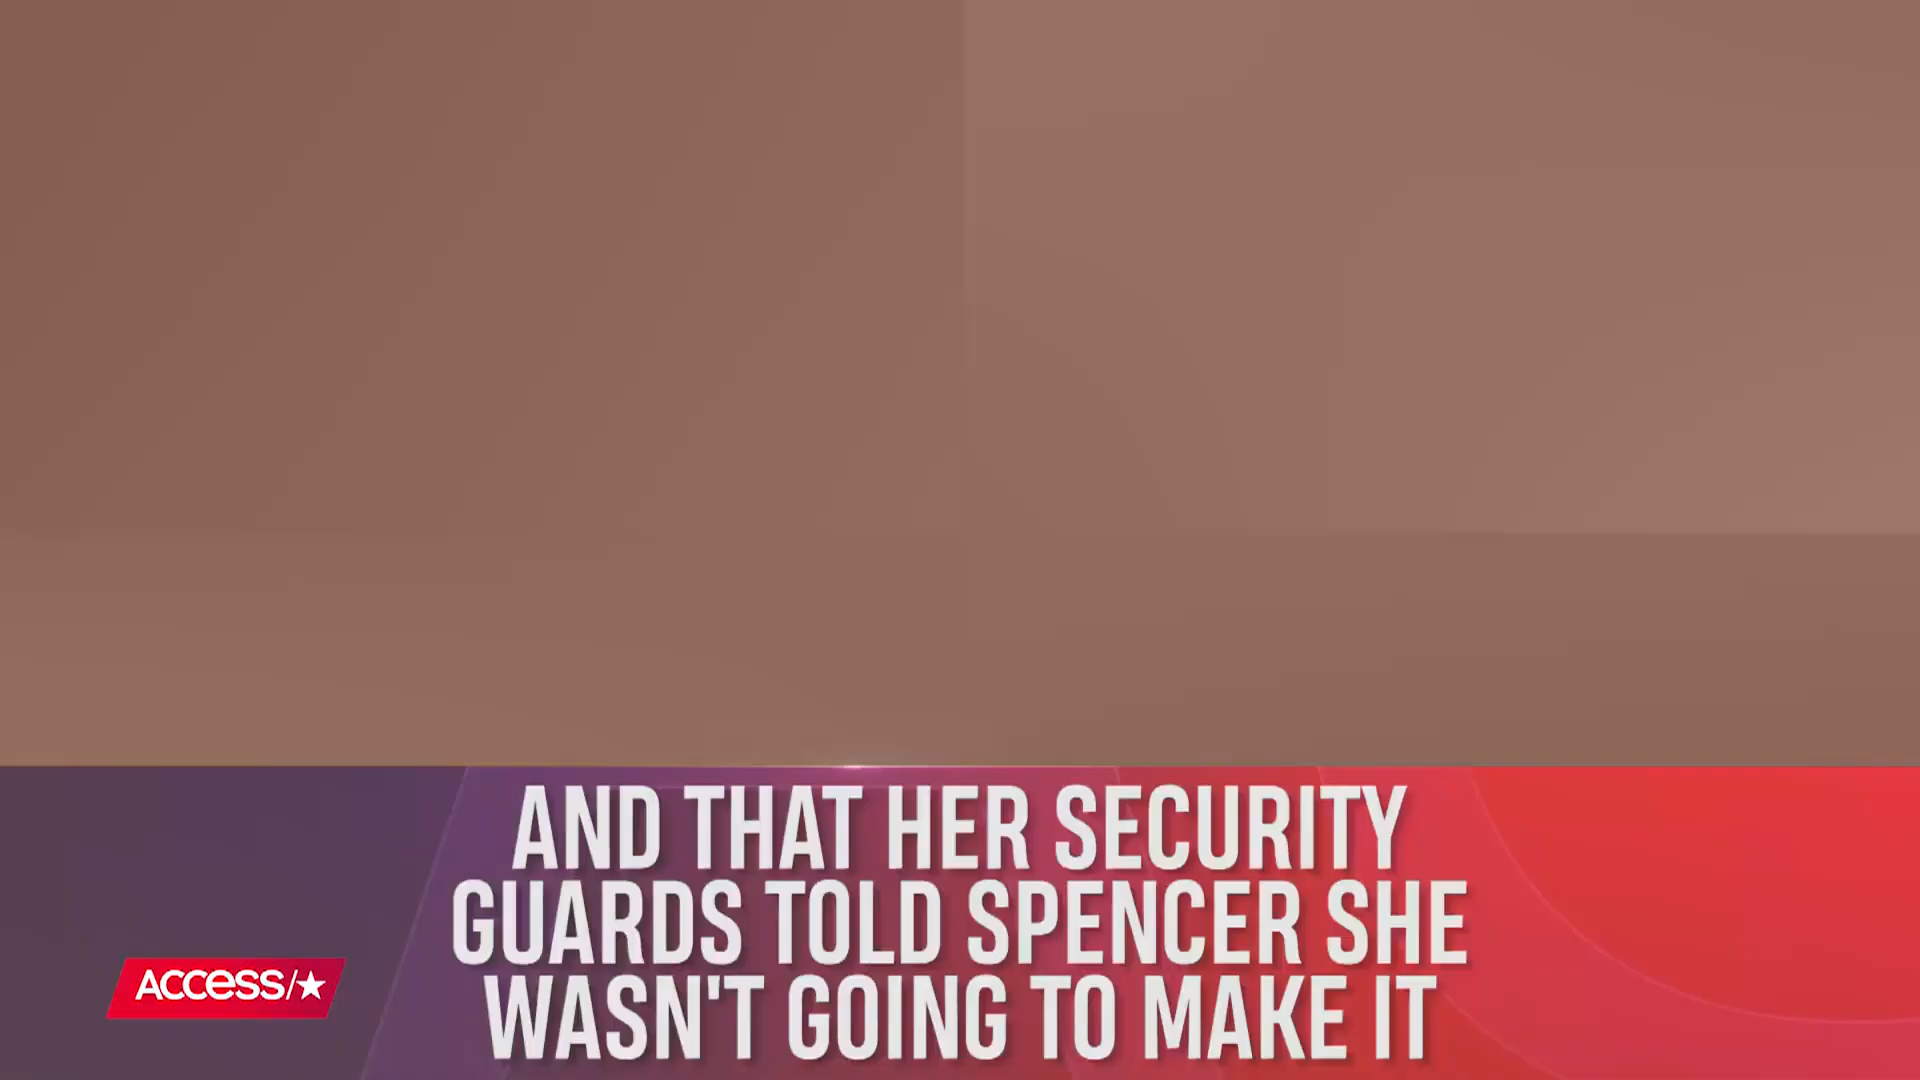 AND THAT HER SECURITY
GUARDS TOLD SPENCER SHE
WASN'T GOING TO MAKE IT
ACCESS/★